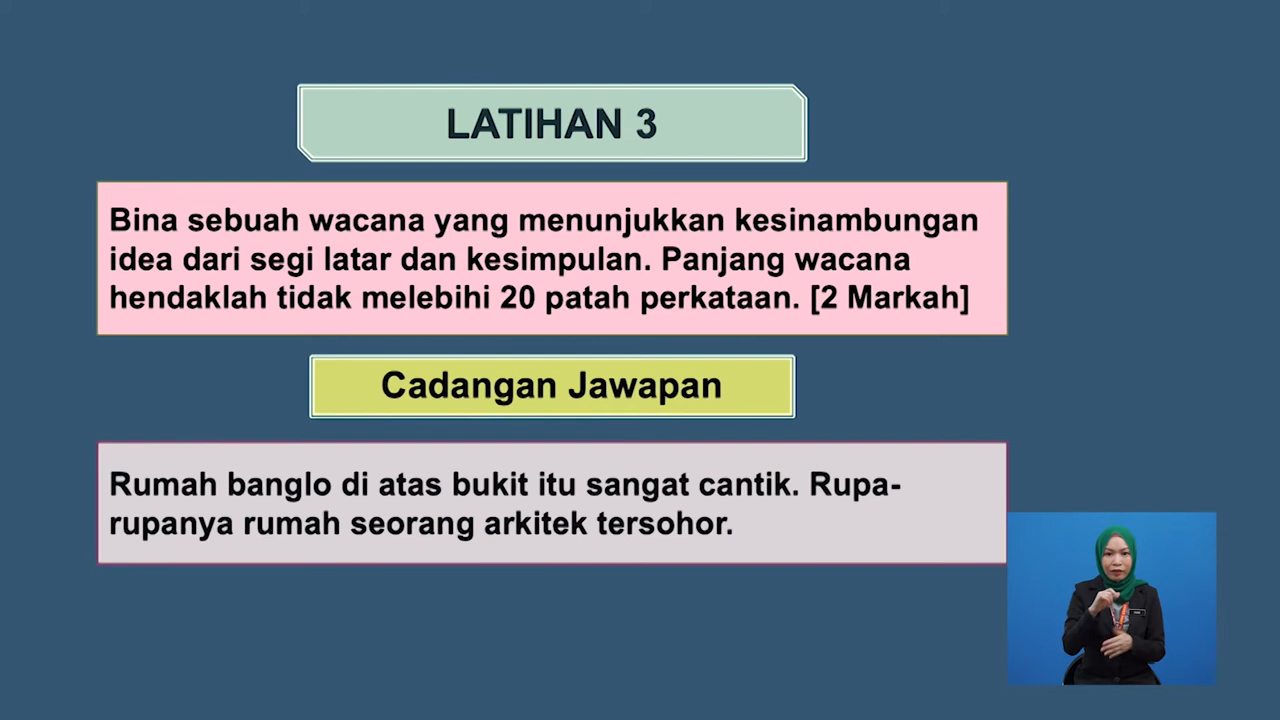 LATIHAN 3
Bina sebuah wacana yang menunjukkan kesinambungan
idea dari segi latar dan kesimpulan. Panjang wacana
hendaklah tidak melebihi 20 patah perkataan. [2 Markah]
Cadangan Jawapan
Rumah banglo di atas bukit itu sangat cantik. Rupa-
rupanya rumah seorang arkitek tersohor.